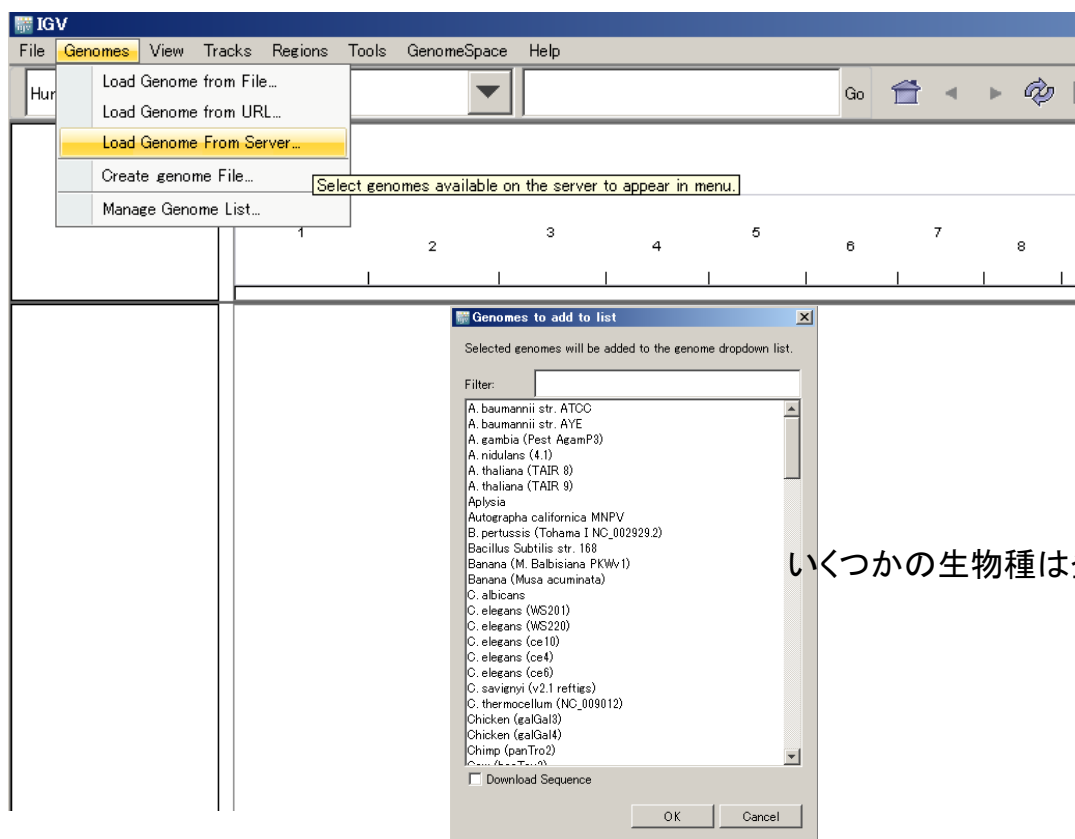 IGV
File Genomes View Tracks Regions Tools GenomeSpace Help
Load Genome from File...
Load Genome from URL...
Load Genome From Server...
Create genome File...
Manage Genome List...
Go
Select genomes available on the server to appear in menu.
1 2 3 4 5 6 7 8
Genomes to add to list
Selected genomes will be added to the genome dropdown list.
Filter:
A. baumannii str. ATCC
A. baumannii str. AYE
A. gambia (Pest AgamP3)
A. nidulans (4.1)
A. thaliana (TAIR 8)
A. thaliana (TAIR 9)
Aplysia
Autographa californica MNPV
B. pertussis (Tohama I NC_002929.2)
Bacillus Subtilis str. 168
Banana (M. Balbisiana PKWv1)
Banana (Musa acuminata)
C. albicans
C. elegans (WS201)
C. elegans (WS220)
C. elegans (ce10)
C. elegans (ce4)
C. elegans (ce6)
C. savignyi (v2.1 reftigs)
C. thermocellum (NC_009012)
Chicken (galGal3)
Chicken (galGal4)
Chimp (panTro2)
Download Sequence
OK Cancel
いくつかの生物種は